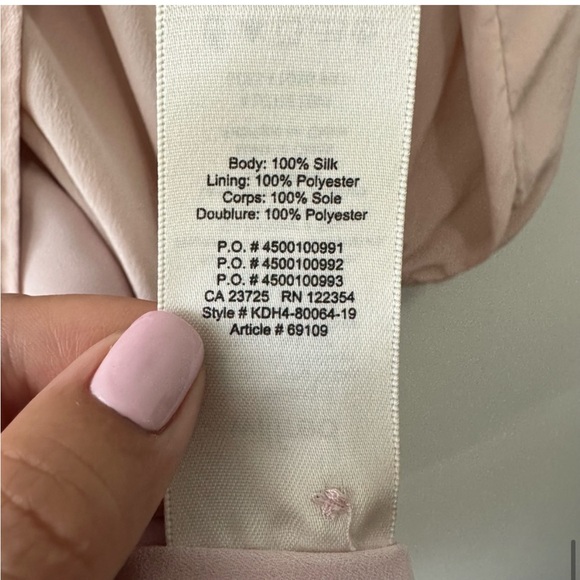 Body: 100% Silk
Lining: 100% Polyester
Corps: 100% Soie
Doublure: 100% Polyester
P.O. # 4500100991
P.O. # 4500100992
P.O. # 4500100993
CA 23725 RN 122354
Style # KDH4-80064-19
Article # 69109